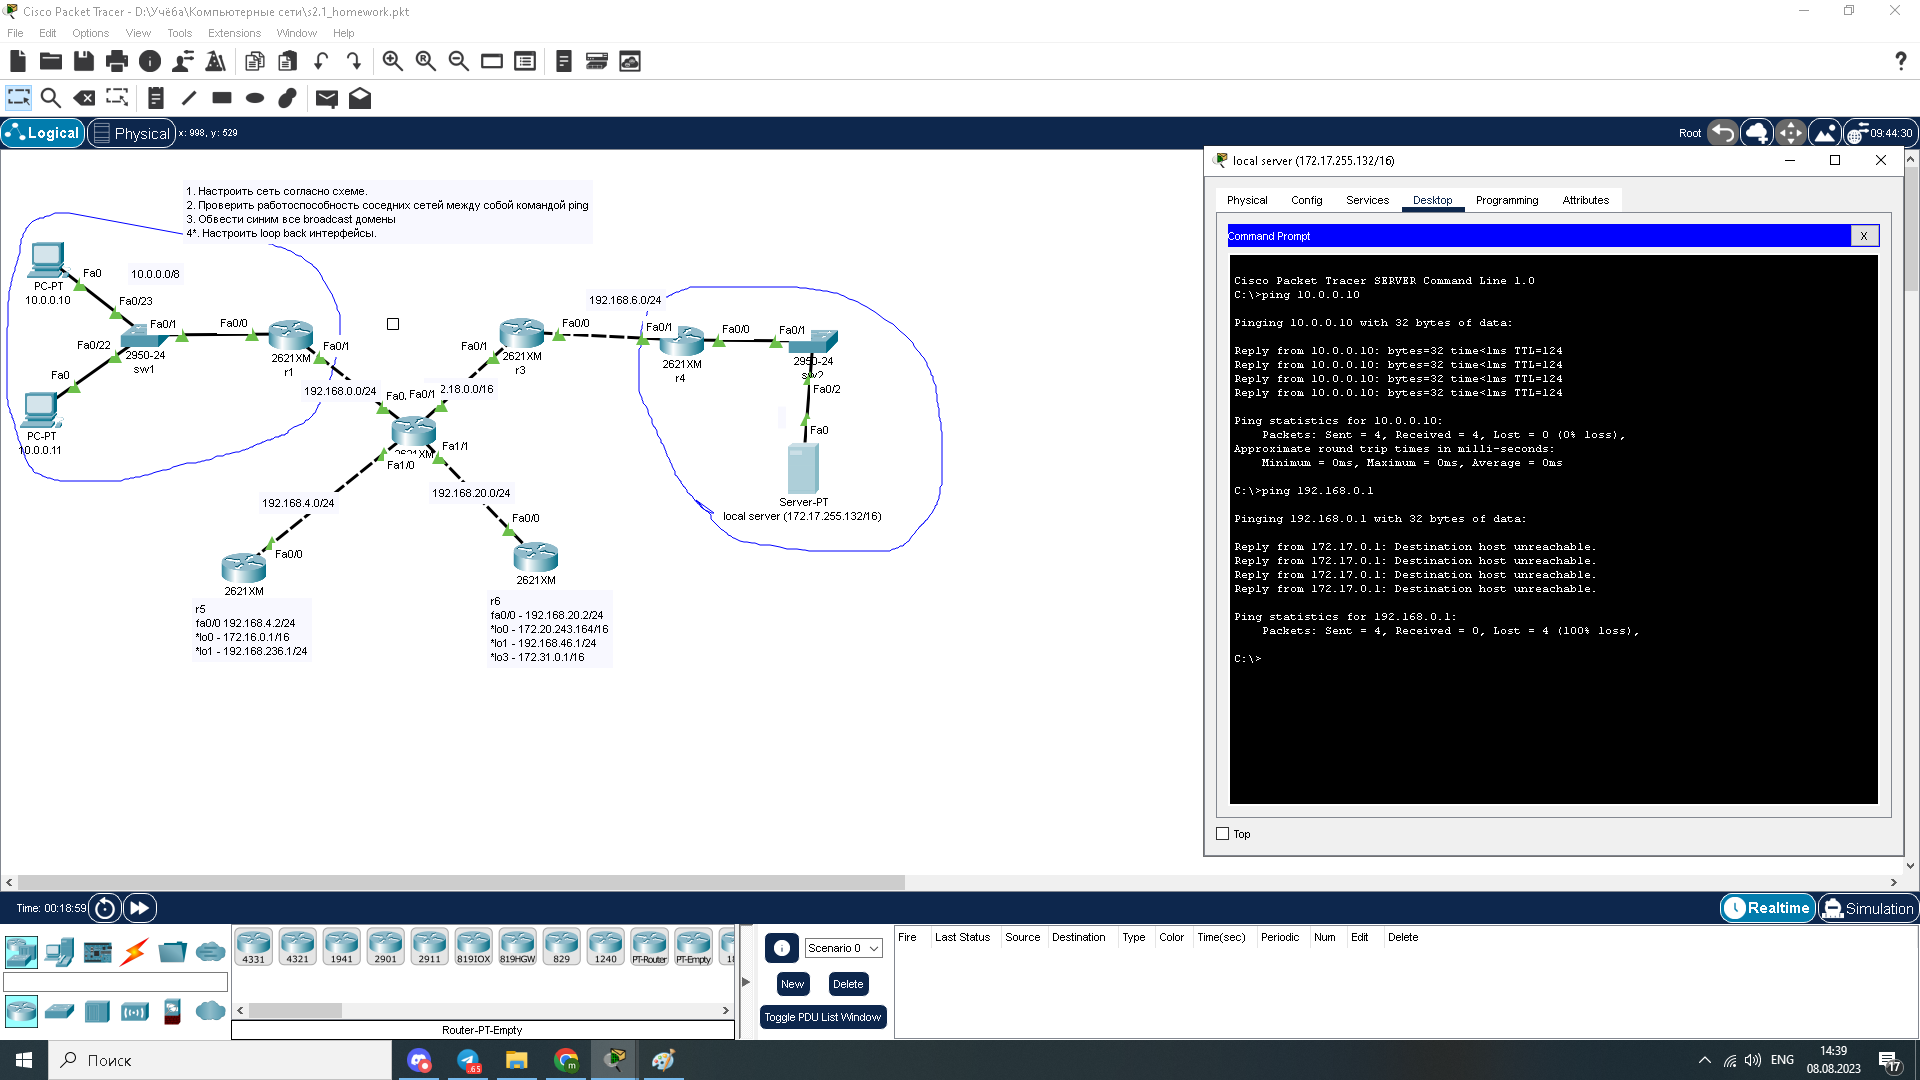 Cisco Packet Tracer - D:\Учёба\Компьютерные сети\s2.1_homework.pkt
File Edit Options View Tools Extensions Window Help
?
Logical Physical x: 998, y: 529
Root 09:44:30
1. Настроить сеть согласно схеме.
2. Проверить работоспособность соседних сетей между собой командой ping
3. Обвести синим все broadcast домены
4*. Настроить loop back интерфейсы.
Fa0
10.0.0.0/8
PC-PT
10.0.0.10
Fa0/23
Fa0/1
Fa0/0
Fa0/22
2950-24
sw1
2621XM
r1
Fa0/1
Fa0
PC-PT
10.0.0.11
192.168.0.0/24
Fa0/1
2.18.0.0/16
Fa0/1
2621XM
r3
Fa0/0
192.168.6.0/24
Fa0/1
2621XM
r4
Fa0/0
Fa0/1
2950-24
sw2
Fa0/2
Fa0
Server-PT
local server (172.17.255.132/16)
2621XM
Fa1/1
Fa1/0
192.168.4.0/24
192.168.20.0/24
Fa0/0
Fa0/0
2621XM
2621XM
r5
fa0/0 192.168.4.2/24
*lo0 - 172.16.0.1/16
*lo1 - 192.168.236.1/24
r6
fa0/0 - 192.168.20.2/24
*lo0 - 172.20.243.164/16
*lo1 - 192.168.46.1/24
*lo3 - 172.31.0.1/16
local server (172.17.255.132/16)
Physical Config Services Desktop Programming Attributes
Command Prompt X
Cisco Packet Tracer SERVER Command Line 1.0
C:\>ping 10.0.0.10
Pinging 10.0.0.10 with 32 bytes of data:
Reply from 10.0.0.10: bytes=32 time<1ms TTL=124
Reply from 10.0.0.10: bytes=32 time<1ms TTL=124
Reply from 10.0.0.10: bytes=32 time<1ms TTL=124
Reply from 10.0.0.10: bytes=32 time<1ms TTL=124
Ping statistics for 10.0.0.10:
Packets: Sent = 4, Received = 4, Lost = 0 (0% loss),
Approximate round trip times in milli-seconds:
Minimum = 0ms, Maximum = 0ms, Average = 0ms
C:\>ping 192.168.0.1
Pinging 192.168.0.1 with 32 bytes of data:
Reply from 172.17.0.1: Destination host unreachable.
Reply from 172.17.0.1: Destination host unreachable.
Reply from 172.17.0.1: Destination host unreachable.
Reply from 172.17.0.1: Destination host unreachable.
Ping statistics for 192.168.0.1:
Packets: Sent = 4, Received = 0, Lost = 4 (100% loss),
C:\>
Top
Time: 00:18:59
Realtime Simulation
4331 4321 1941 2901 2911 819IOX 819HGW 829 1240 PT-Router PT-Empty
Router-PT-Empty
Scenario 0
New Delete
Toggle PDU List Window
Fire Last Status Source Destination Type Color Time(sec) Periodic Num Edit Delete
Поиск
65
ENG
14:39
08.08.2023
17